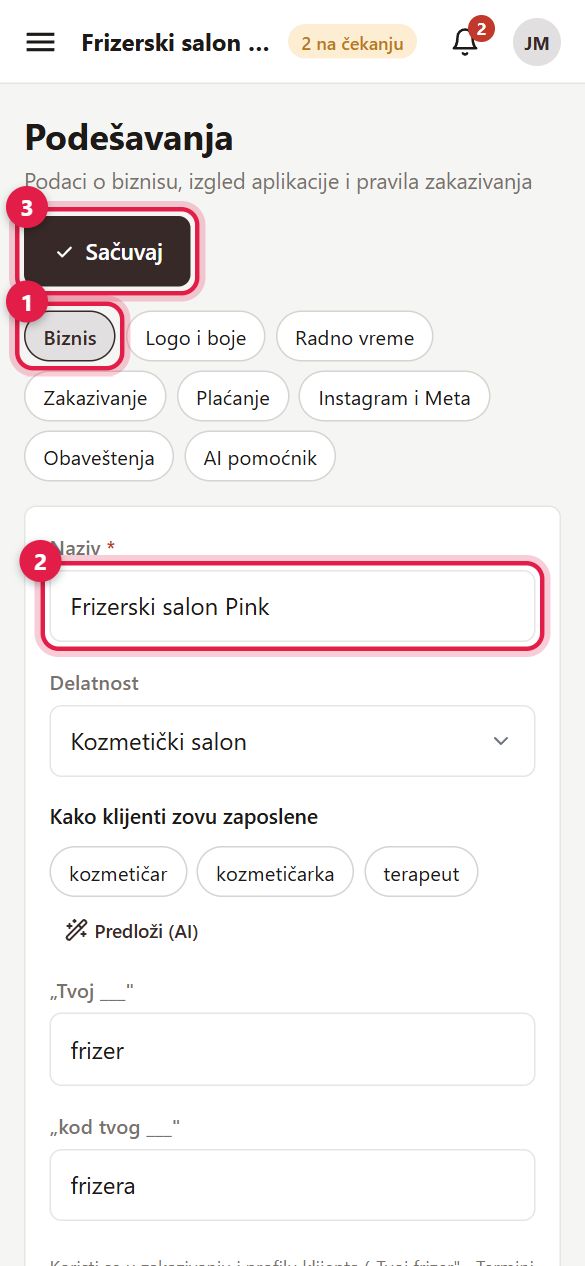 Frizerski salon ...
2 na čekanju
2
JM
Podešavanja
Podaci o biznisu, izgled aplikacije i pravila zakazivanja
3
Sačuvaj
1
Biznis
Logo i boje
Radno vreme
Zakazivanje
Plaćanje
Instagram i Meta
Obaveštenja
AI pomoćnik
Naziv *
2
Frizerski salon Pink
Delatnost
Kozmetički salon
Kako klijenti zovu zaposlene
kozmetičar
kozmetičarka
terapeut
Predloži (AI)
„Tvoj ___"
frizer
„kod tvog ___"
frizera